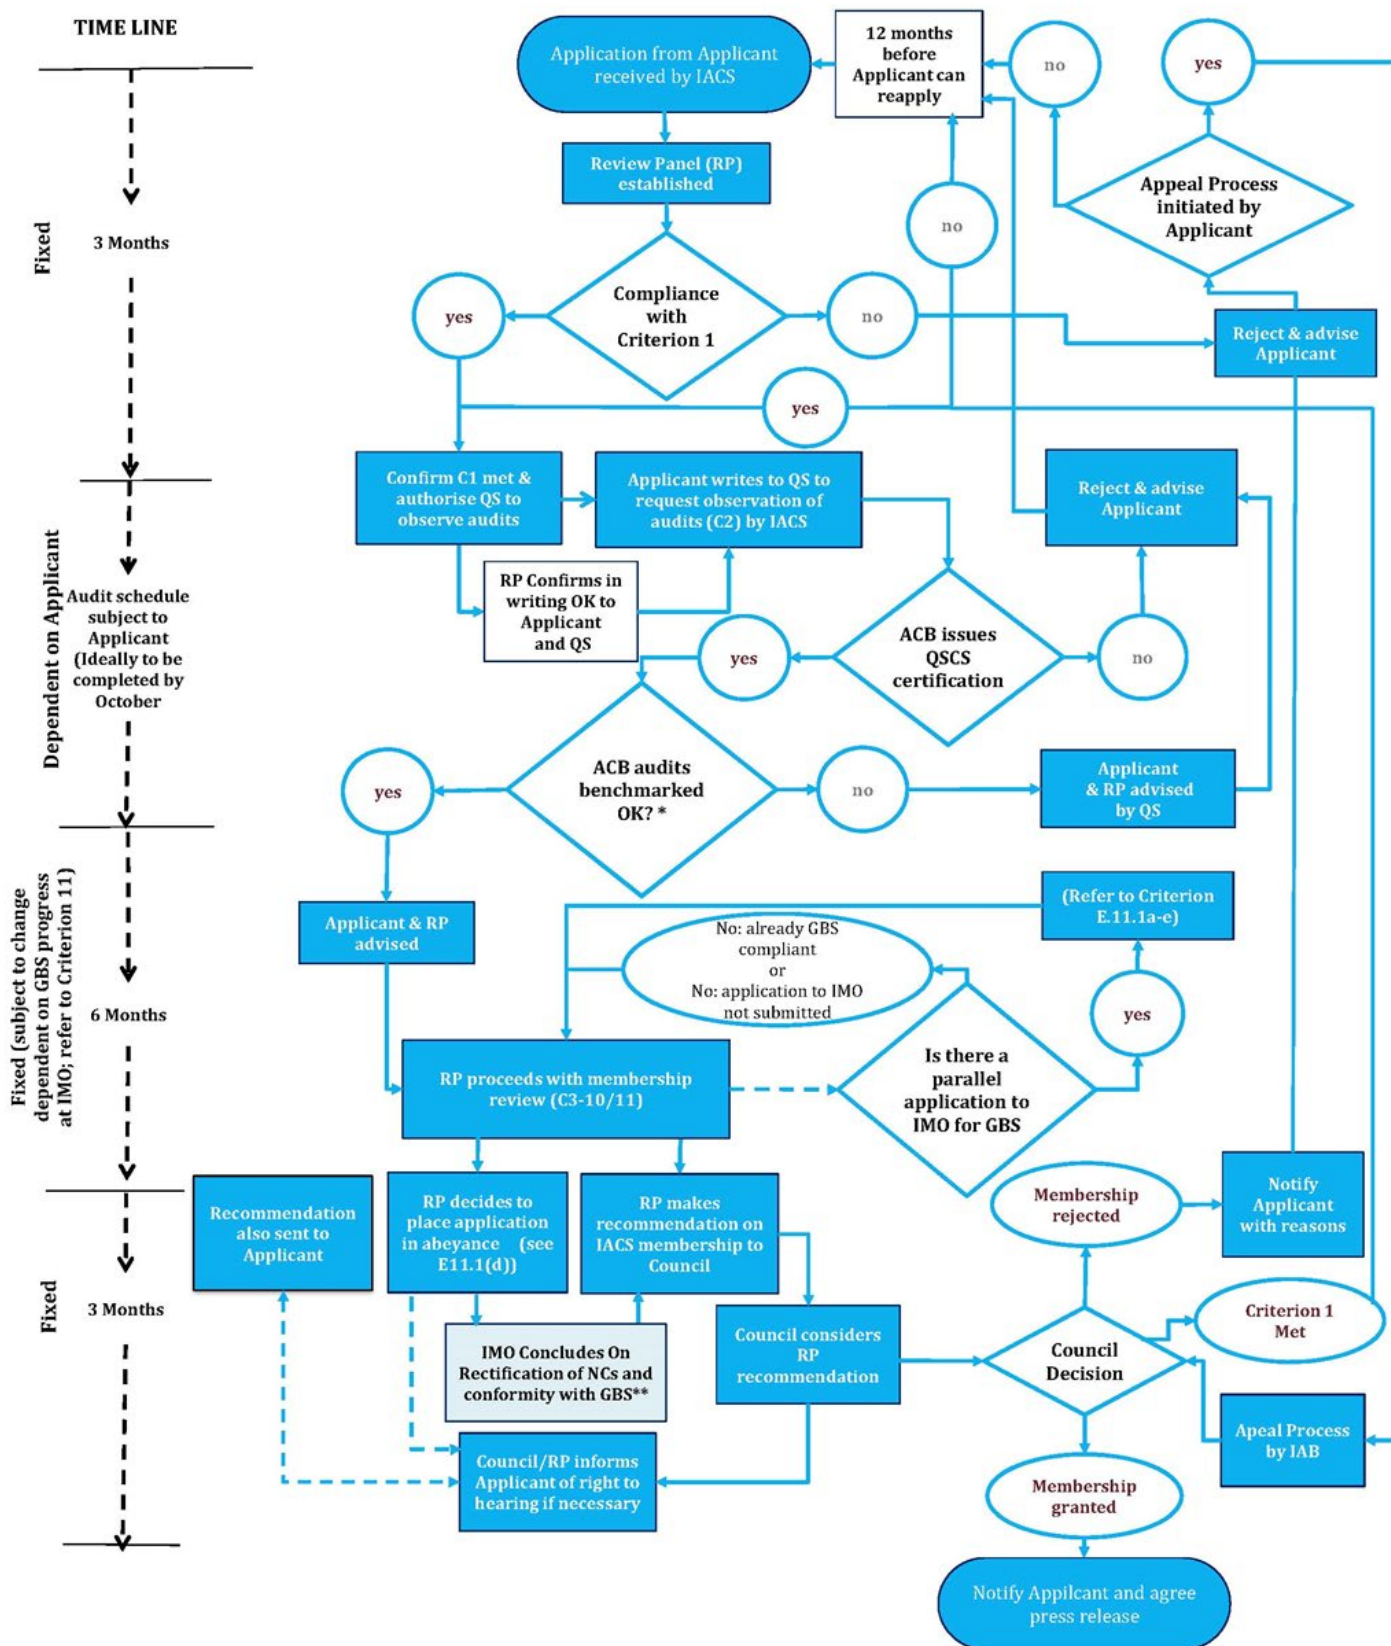 TIME LINE
Application from Applicant
received by IACS
12 months
before
Applicant can
reapply
no
yes
Review Panel (RP)
established
Appeal Process
initiated by
Applicant
no
Fixed
3 Months
Compliance
with
Criterion 1
yes
no
Reject & advise
Applicant
yes
Confirm C1 met &
authorise QS to
observe audits
Applicant writes to QS to
request observation of
audits (C2) by IACS
Reject & advise
Applicant
Dependent on Applicant
Audit schedule
subject to
Applicant
(Ideally to be
completed by
October
RP Confirms in
writing OK to
Applicant
and QS
yes
ACB issues
QSCS
certification
no
yes
ACB audits
benchmarked
OK? *
no
Applicant
& RP advised
by QS
Fixed (subject to change
dependent on GBS progress
at IMO; refer to Criterion 11)
6 Months
Applicant & RP
advised
No: already GBS
compliant
or
No: application to IMO
not submitted
(Refer to Criterion
E.11.1a-e)
yes
RP proceeds with membership
review (C3-10/11)
Is there a
parallel
application to
IMO for GBS
Fixed
3 Months
Recommendation
also sent to
Applicant
RP decides to
place application
in abeyance (see
E11.1(d))
RP makes
recommendation on
IACS membership to
Council
Membership
rejected
Notify
Applicant
with reasons
IMO Concludes On
Rectification of NCs and
conformity with GBS**
Council considers
RP
recommendation
Council
Decision
Criterion 1
Met
Apeal Process
by IAB
Council/RP informs
Applicant of right to
hearing if necessary
Membership
granted
Notify Appilcant and agree
press release